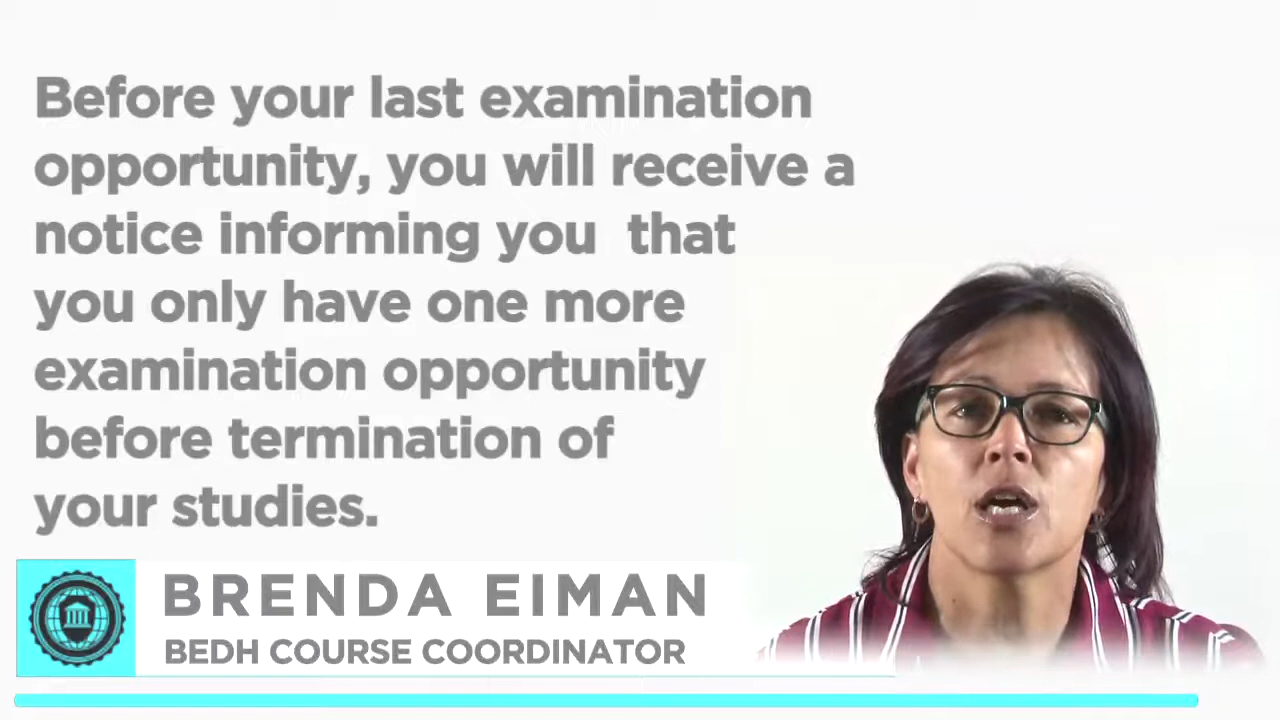 Before your last examination
opportunity, you will receive a
notice informing you  that
you only have one more
examination opportunity
before termination of
your studies.
BRENDA EIMAN
BEDH COURSE COORDINATOR